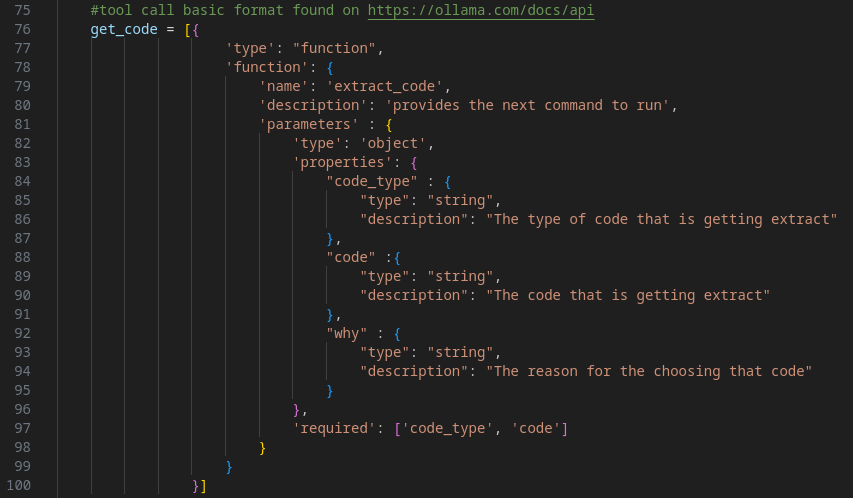 75 #tool call basic format found on https://ollama.com/docs/api
76 get_code = [{
77 'type': "function",
78 'function': {
79 'name': 'extract_code',
80 'description': 'provides the next command to run',
81 'parameters' : {
82 'type': 'object',
83 'properties': {
84 "code_type" : {
85 "type": "string",
86 "description": "The type of code that is getting extract"
87 },
88 "code" :{
89 "type": "string",
90 "description": "The code that is getting extract"
91 },
92 "why" : {
93 "type": "string",
94 "description": "The reason for the choosing that code"
95 }
96 },
97 'required': ['code_type', 'code']
98 }
99 }
100 }]